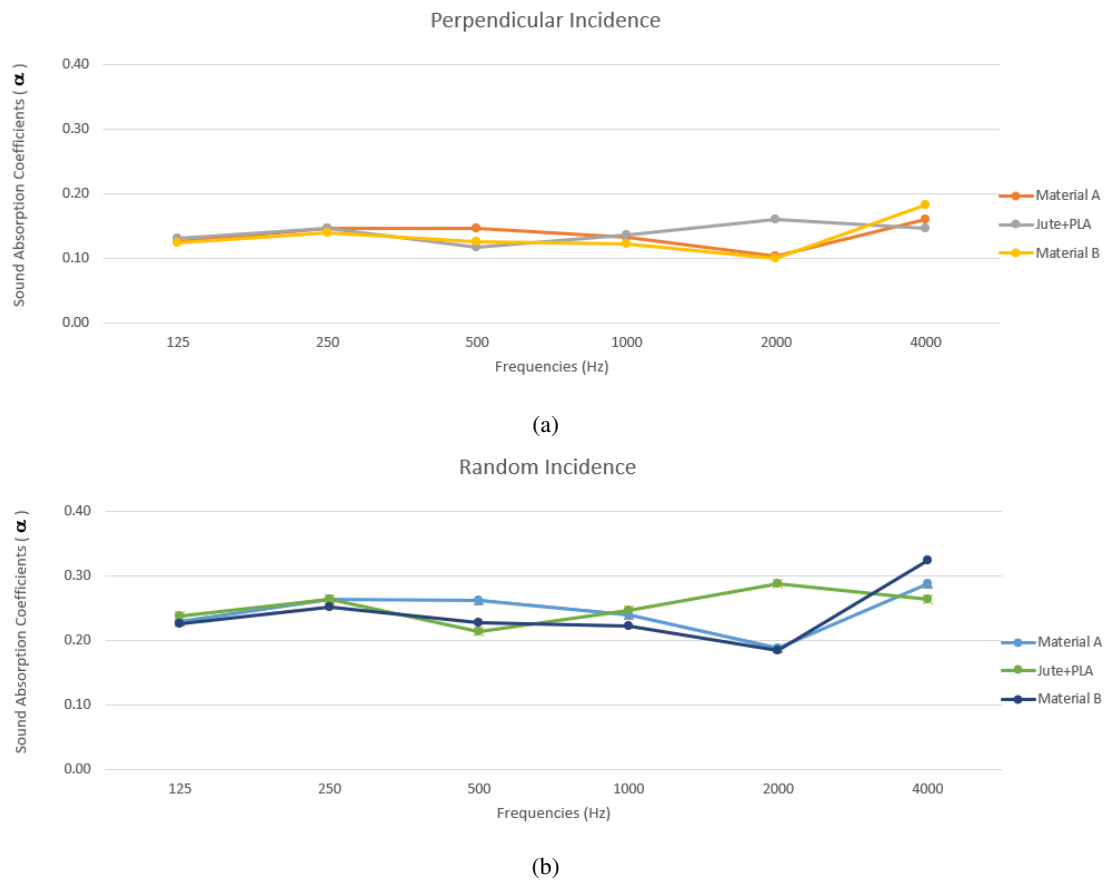 Perpendicular Incidence
Sound Absorption Coefficients ( α )
0.40
0.30
0.20
0.10
0.00
125 250 500 1000 2000 4000
Frequencies (Hz)
Material A
Jute+PLA
Material B
(a)
Random Incidence
Sound Absorption Coefficients ( α )
0.40
0.30
0.20
0.10
0.00
125 250 500 1000 2000 4000
Frequencies (Hz)
Material A
Jute+PLA
Material B
(b)